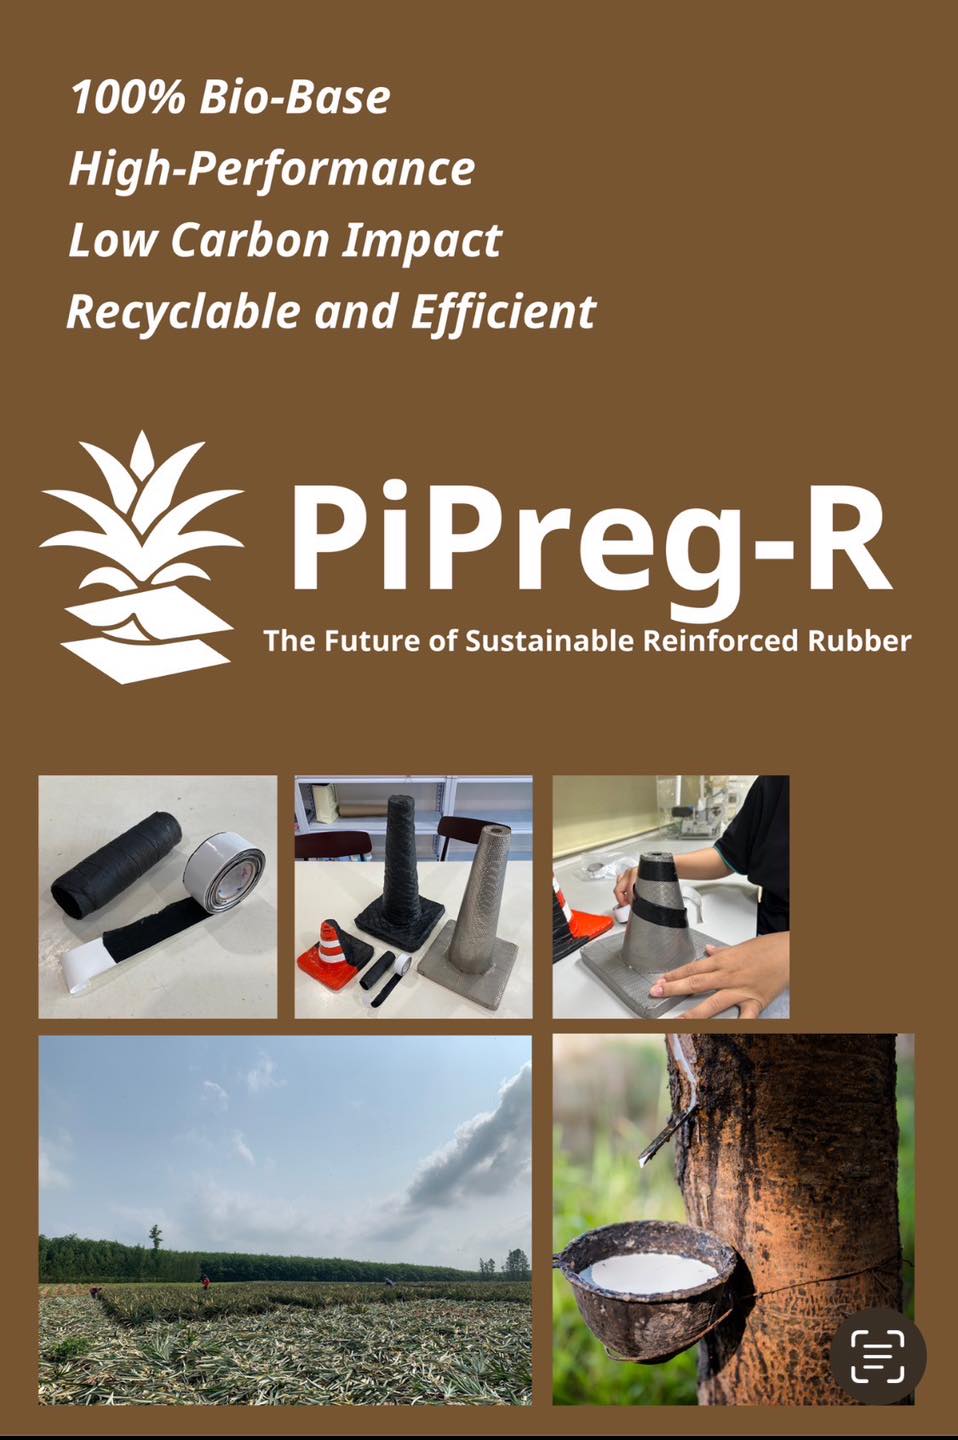 100% Bio-Base
High-Performance
Low Carbon Impact
Recyclable and Efficient
PiPreg-R
The Future of Sustainable Reinforced Rubber